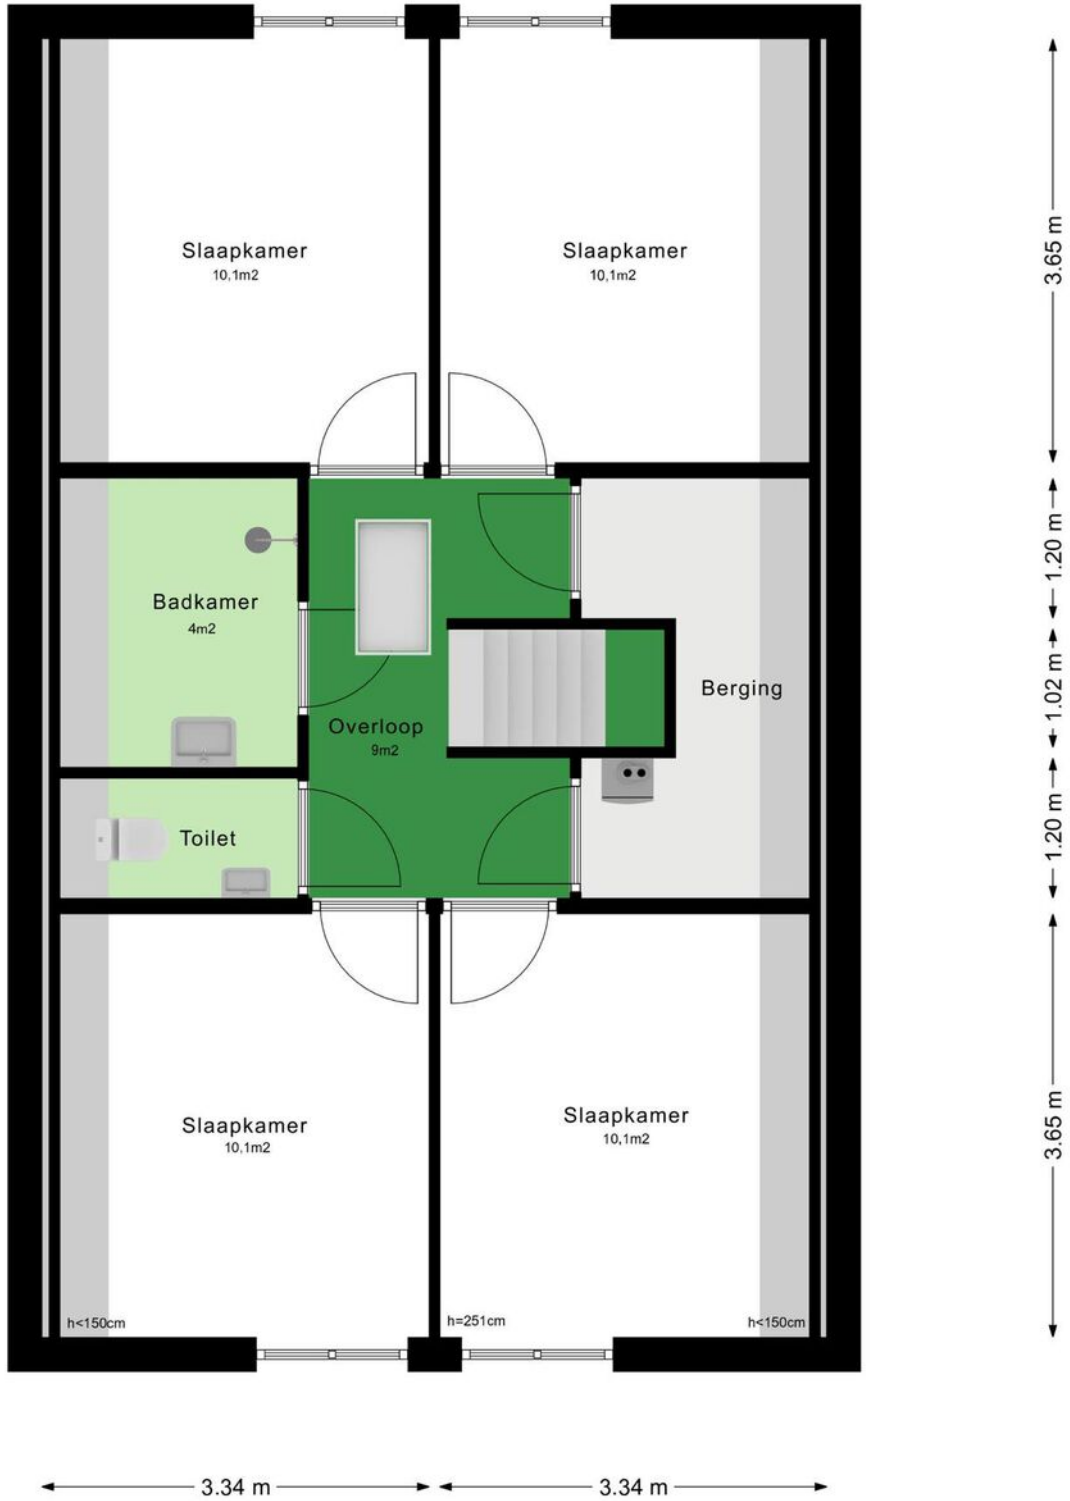 Slaapkamer
10,1m2
Slaapkamer
10,1m2
3.65 m
1.20 m
Badkamer
4m2
Berging
1.02 m
Overloop
9m2
Toilet
1.20 m
Slaapkamer
10,1m2
Slaapkamer
10,1m2
3.65 m
h<150cm
h=251cm
h<150cm
3.34 m
3.34 m